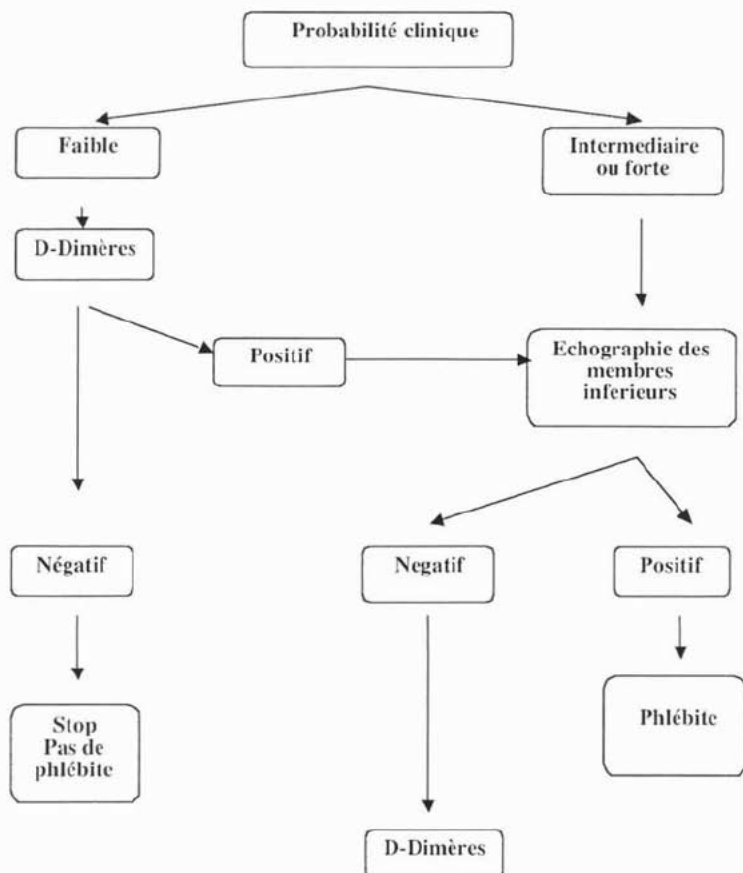 Probabilité clinique
Faible
Intermediaire
ou forte
D-Dimères
Positif
Echographie des
membres
inferieurs
Négatif
Negatif
Positif
Stop
Pas de
phlébite
Phlébite
D-Dimères